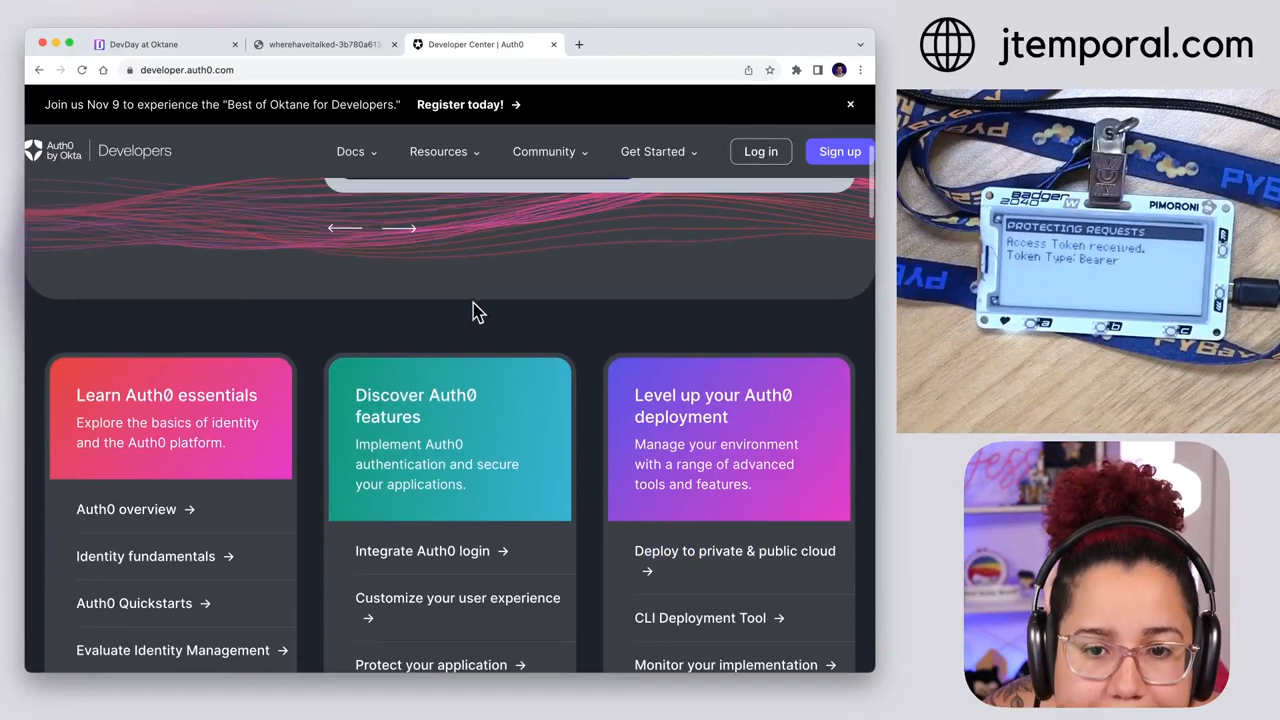 DevDay at Oktane
wherehaveitalked-3b780a613
Developer Center | Auth0
developer.auth0.com
Join us Nov 9 to experience the "Best of Oktane for Developers."
Register today! →
Auth0
by Okta
Developers
Docs
Resources
Community
Get Started
Log in
Sign up
Learn Auth0 essentials
Explore the basics of identity
and the Auth0 platform.
Auth0 overview →
Identity fundamentals →
Auth0 Quickstarts →
Evaluate Identity Management →
Discover Auth0
features
Implement Auth0
authentication and secure
your applications.
Integrate Auth0 login →
Customize your user experience
→
Protect your application →
Level up your Auth0
deployment
Manage your environment
with a range of advanced
tools and features.
Deploy to private & public cloud
→
CLI Deployment Tool →
Monitor your implementation →
jtemporal.com
Badger
2040 W
PIMORONI
PROTECTING REQUESTS
Access Token received.
Token Type: Bearer
a
b
c
PYBay